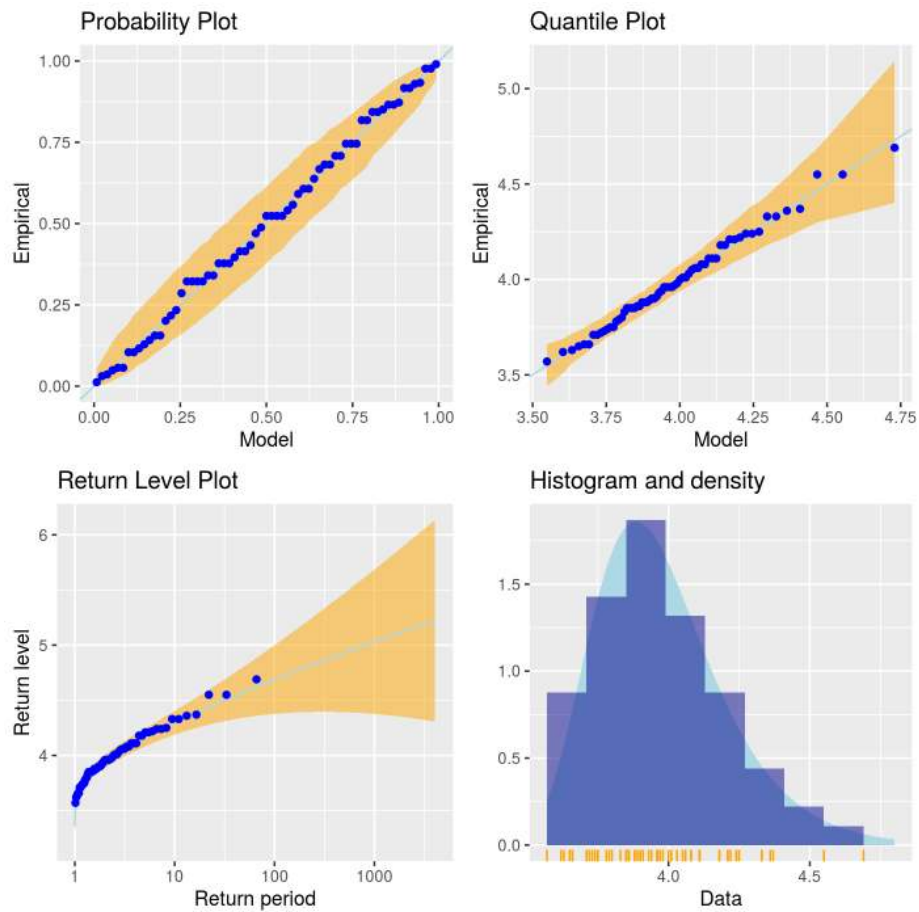 Probability Plot
1.00
0.75
0.50
0.25
0.00
Empirical
0.00 0.25 0.50 0.75 1.00
Model
Quantile Plot
5.0
4.5
4.0
3.5
Empirical
3.50 3.75 4.00 4.25 4.50 4.75
Model
Return Level Plot
6
5
4
Return level
1 10 100 1000
Return period
Histogram and density
1.5
1.0
0.5
0.0
4.0 4.5
Data